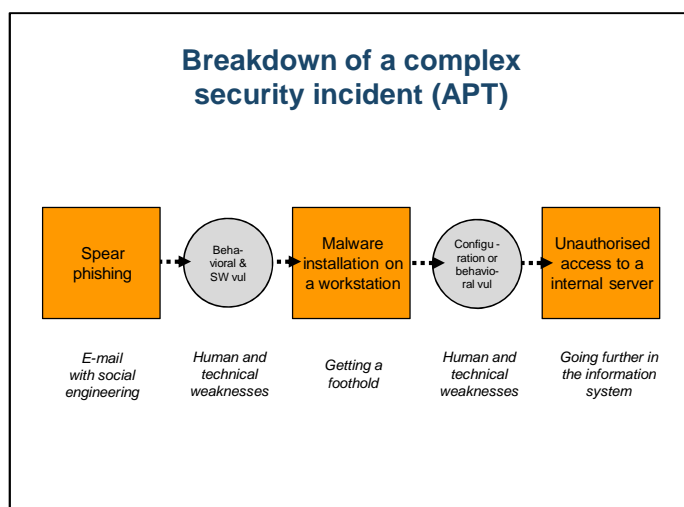 Breakdown of a complex
security incident (APT)
Spear
phishing
Beha-
vioral &
SW vul
Malware
installation on
a workstation
Configu -
ration or
behavio-
ral vul
Unauthorised
access to a
internal server
E-mail
with social
engineering
Human and
technical
weaknesses
Getting a
foothold
Human and
technical
weaknesses
Going further in
the information
system